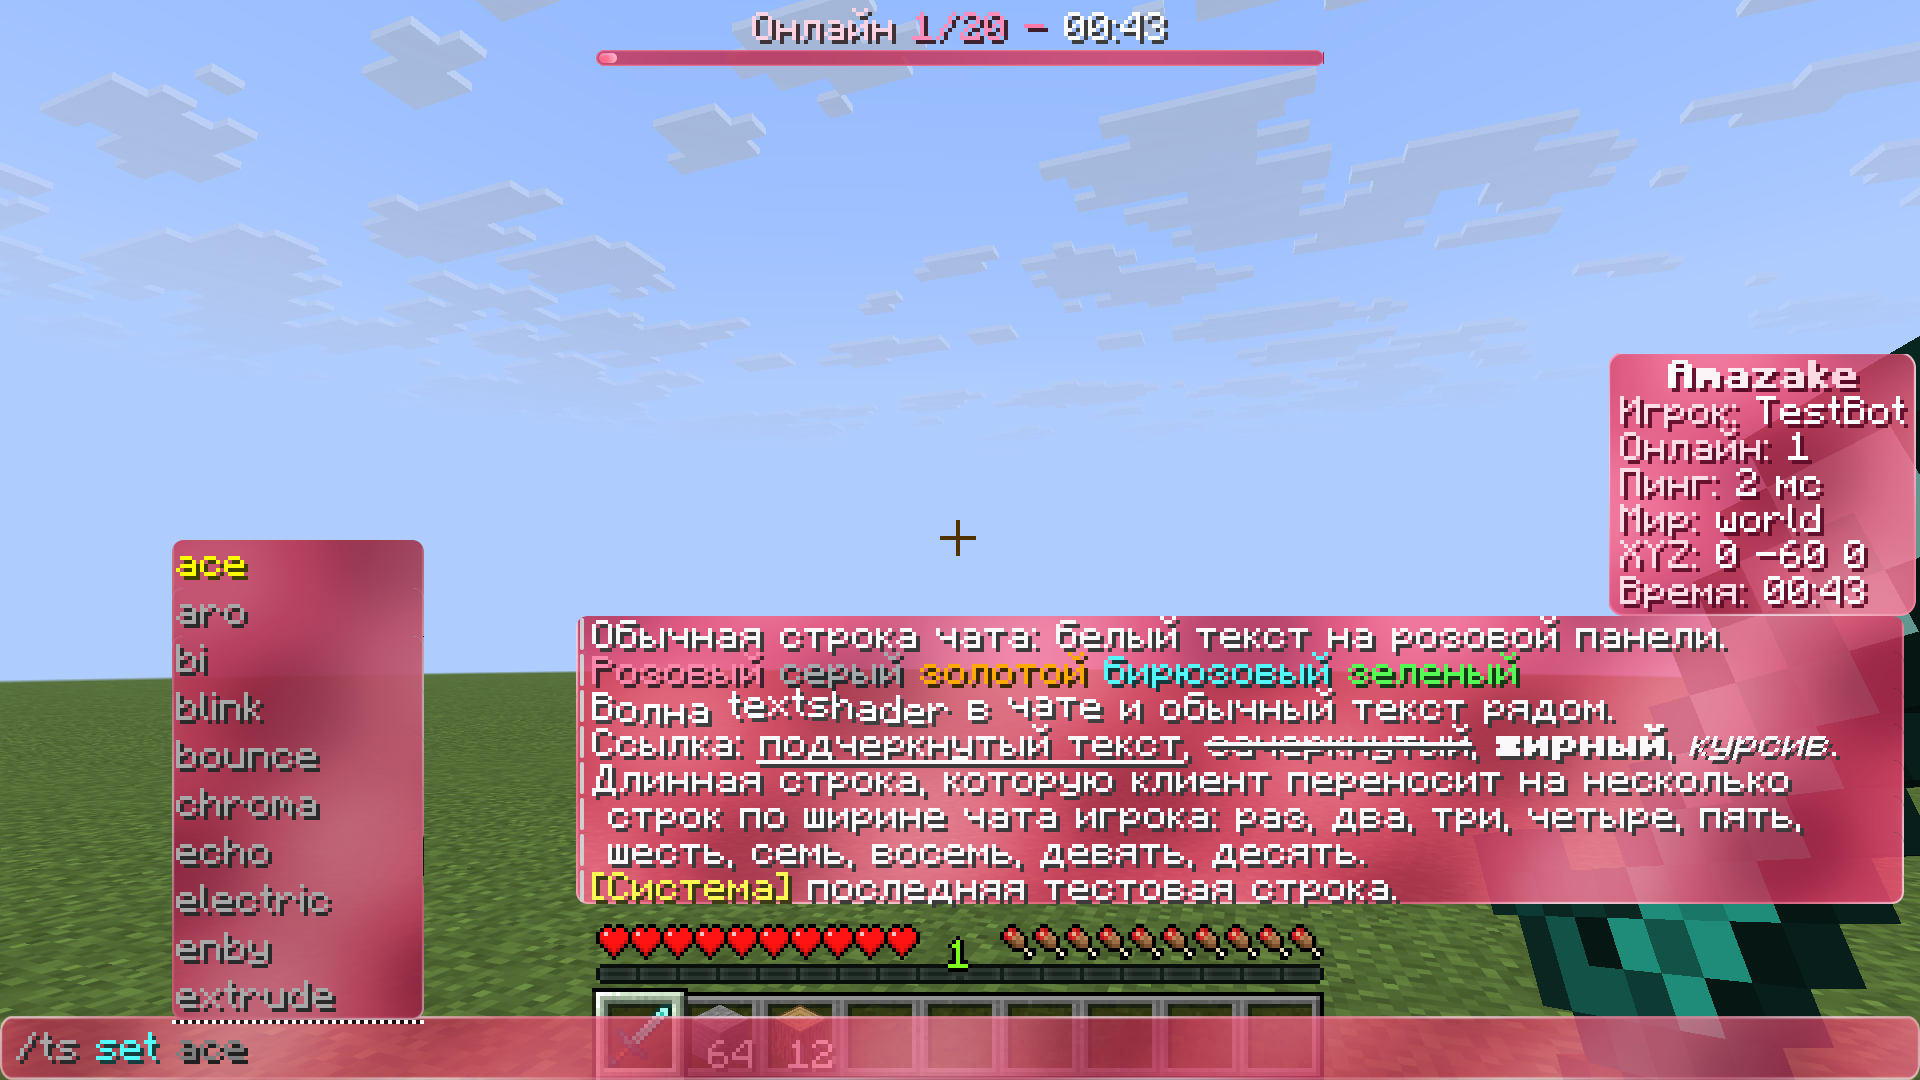 Онлайн 1/20 — 00:43
Amazake
Игрок: TestBot
Онлайн: 1
Пинг: 2 мс
Мир: world
XYZ: 0 -60 0
Время: 00:43
Обычная строка чата: белый текст на розовой панели.
Розовый серый золотой бирюзовый зеленый
Волна textshader в чате и обычный текст рядом.
Ссылка: подчеркнутый текст, зачеркнутый, жирный, курсив.
Длинная строка, которую клиент переносит на несколько
строк по ширине чата игрока: раз, два, три, четыре, пять,
шесть, семь, восемь, девять, десять.
[Система] последняя тестовая строка.
ace
aro
bi
blink
bounce
chroma
echo
electric
enby
extrude
1
64
12
/ts set ace